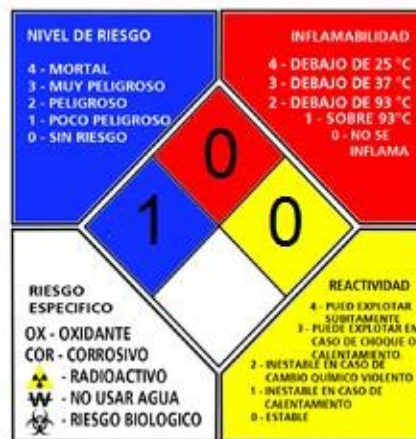 NIVEL DE RIESGO
4 - MORTAL
3 - MUY PELIGROSO
2 - PELIGROSO
1 - POCO PELIGROSO
0 - SIN RIESGO
INFLAMABILIDAD
4 - DEBAJO DE 25 °C
3 - DEBAJO DE 37 °C
2 - DEBAJO DE 93 °C
1 - SOBRE 93°C
0 - NO SE
INFLAMA
0
1
0
RIESGO
ESPECIFICO
OX - OXIDANTE
COR - CORROSIVO
- RADIOACTIVO
W - NO USAR AGUA
- RIESGO BIOLOGICO
REACTIVIDAD
4 - PUED EXPLOTAR
SÚBITAMENTE
3 - PUEDE EXPLOTAR EN
CASO DE CHOQUE O
CALENTAMIENTO.
2 - INESTABLE EN CASO DE
CAMBIO QUÍMICO VIOLENTO
1 - INESTABLE EN CASO DE
CALENTAMIENTO
0 - ESTABLE